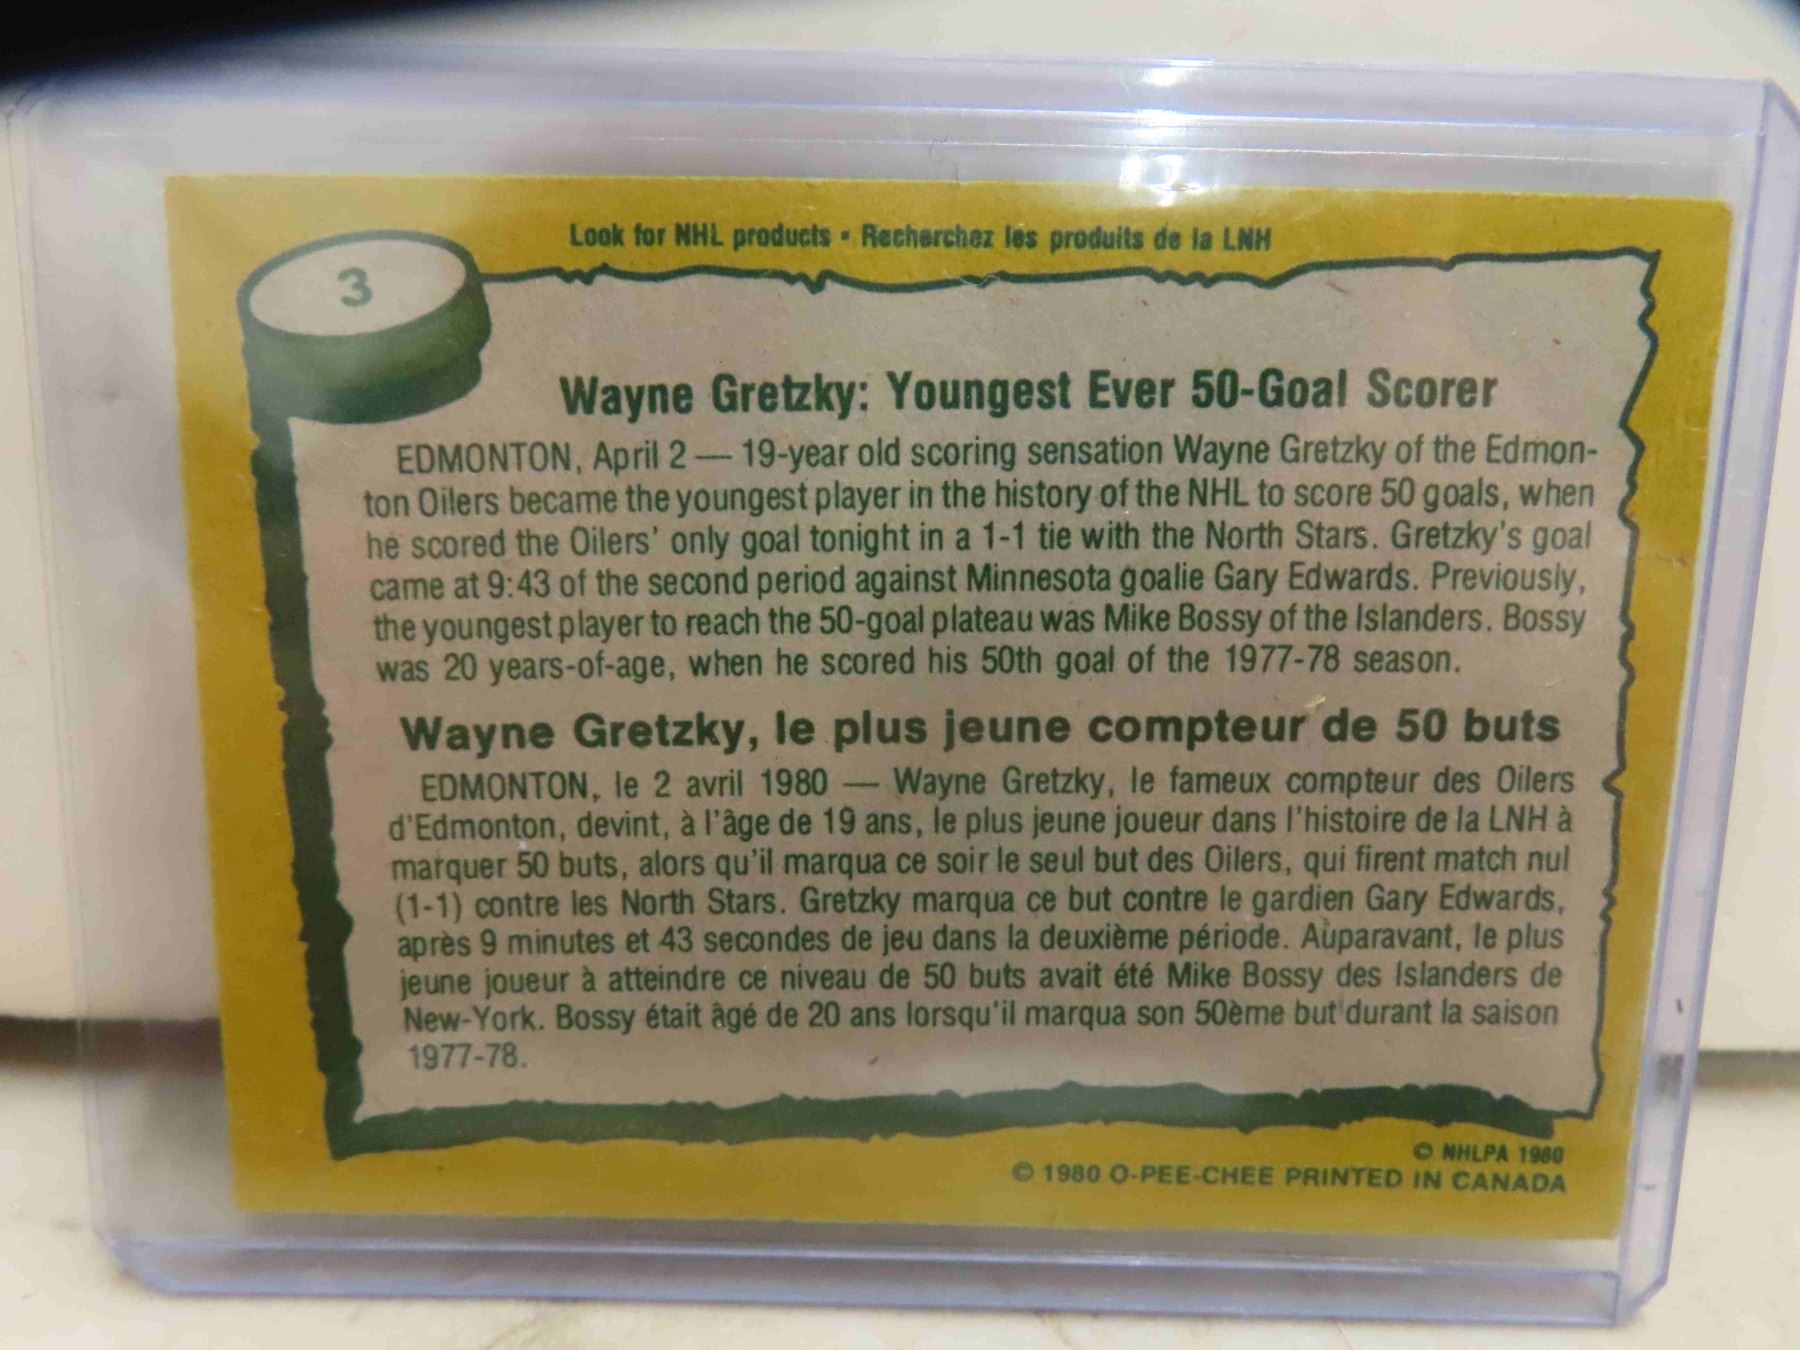 Look for NHL products • Recherchez les produits de la LNH
3
Wayne Gretzky: Youngest Ever 50-Goal Scorer
EDMONTON, April 2 — 19-year old scoring sensation Wayne Gretzky of the Edmon-
ton Oilers became the youngest player in the history of the NHL to score 50 goals, when
he scored the Oilers' only goal tonight in a 1-1 tie with the North Stars. Gretzky's goal
came at 9:43 of the second period against Minnesota goalie Gary Edwards. Previously,
the youngest player to reach the 50-goal plateau was Mike Bossy of the Islanders. Bossy
was 20 years-of-age, when he scored his 50th goal of the 1977-78 season.
Wayne Gretzky, le plus jeune compteur de 50 buts
EDMONTON, le 2 avril 1980 — Wayne Gretzky, le fameux compteur des Oilers
d'Edmonton, devint, à l'âge de 19 ans, le plus jeune joueur dans l'histoire de la LNH à
marquer 50 buts, alors qu'il marqua ce soir le seul but des Oilers, qui firent match nul
(1-1) contre les North Stars. Gretzky marqua ce but contre le gardien Gary Edwards,
après 9 minutes et 43 secondes de jeu dans la deuxième période. Auparavant, le plus
jeune joueur à atteindre ce niveau de 50 buts avait été Mike Bossy des Islanders de
New-York. Bossy était âgé de 20 ans lorsqu'il marqua son 50ème but durant la saison
1977-78.
© NHLPA 1980
© 1980 O-PEE-CHEE PRINTED IN CANADA